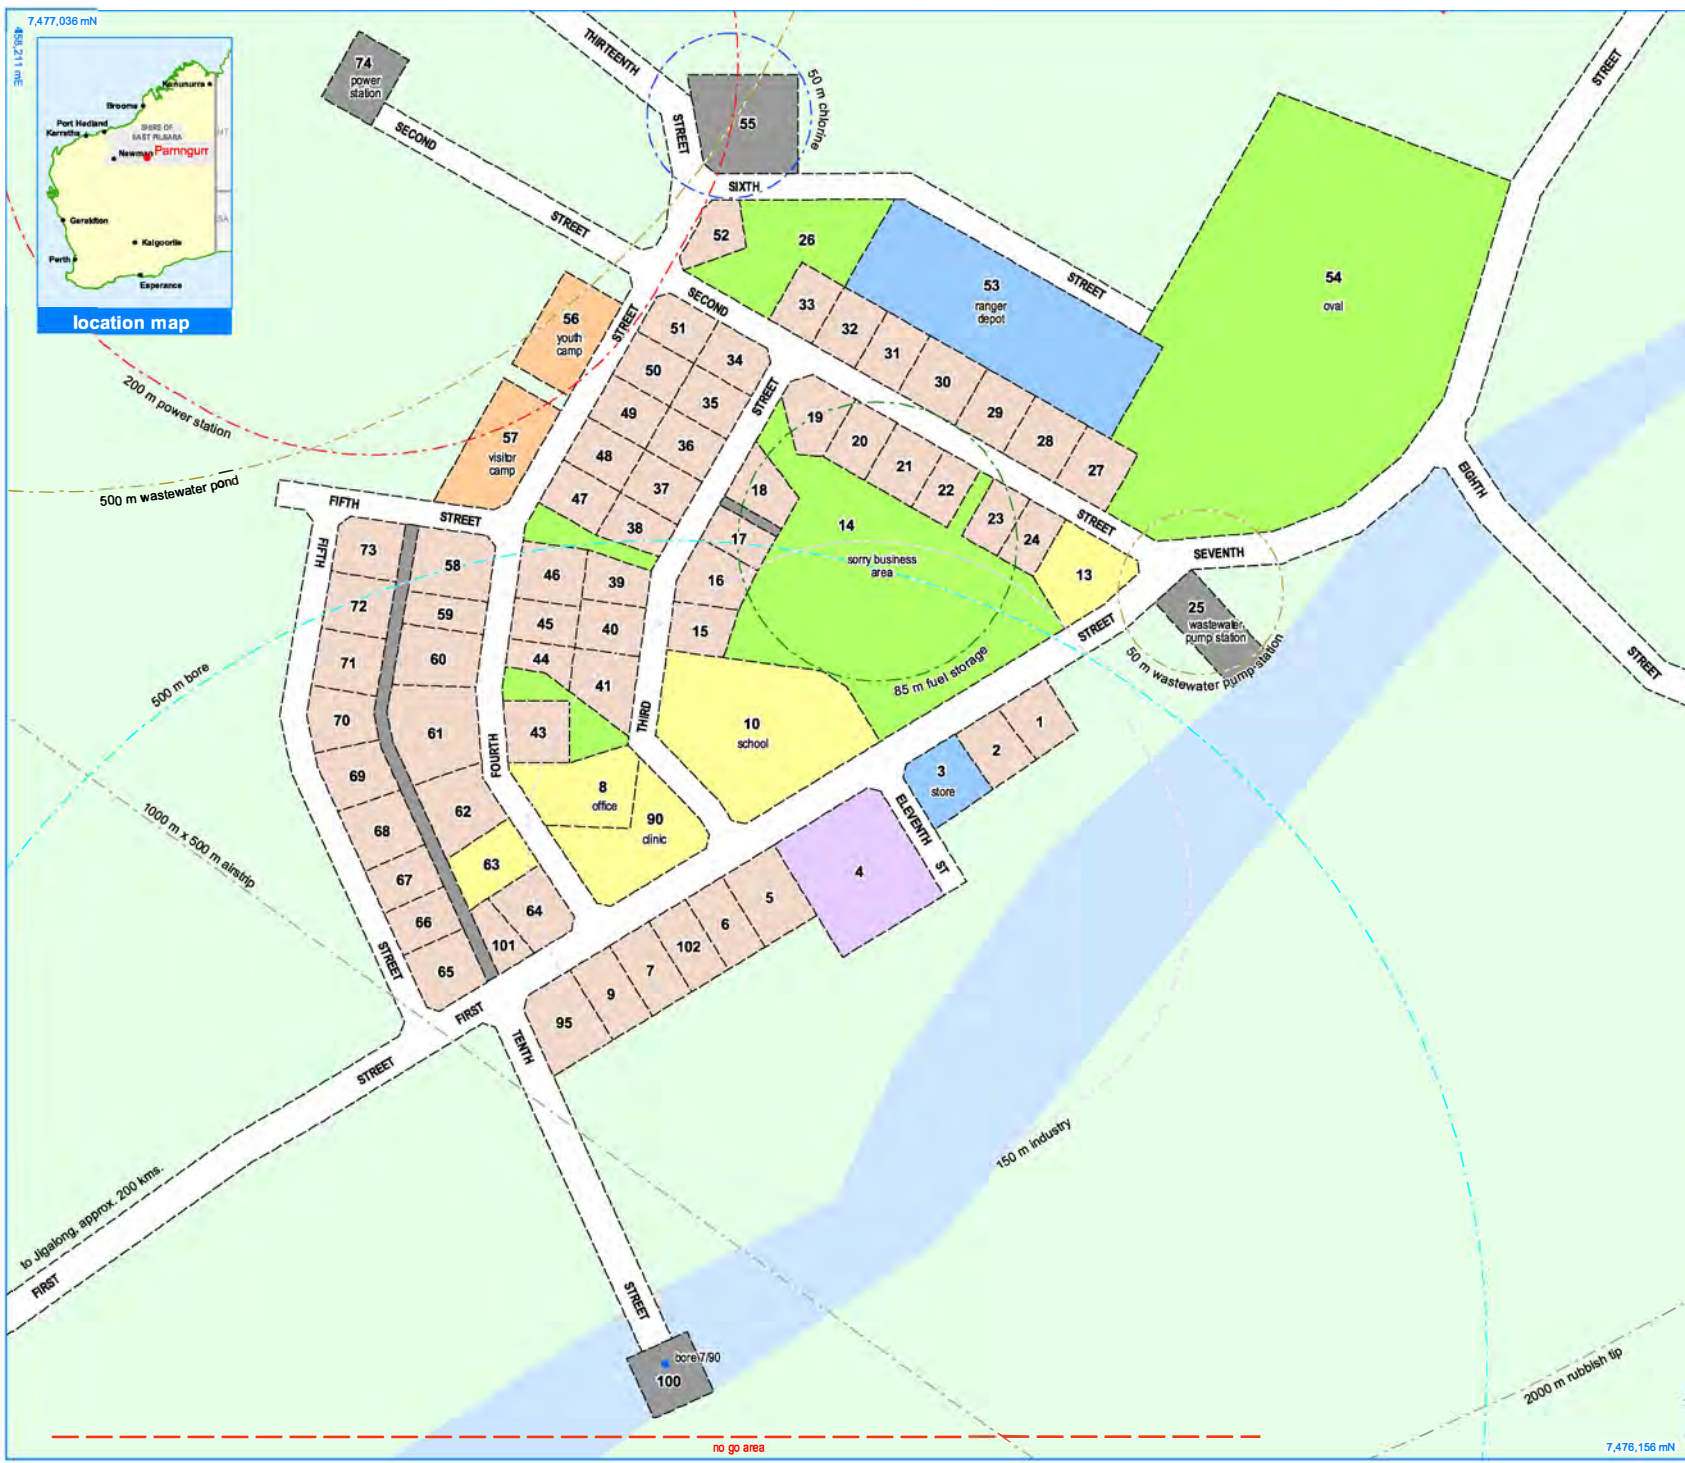 7,477,036 mN
458,211 mE
Kununurra
Broome
Port Hedland
Karratha
SHIRE OF
EAST PILBARA
Newman
Parnngurr
NT
SA
Geraldton
Kalgoorlie
Perth
Esperance
location map
74
power
station
THIRTEENTH
STREET
55
50 m chlorine
SECOND
STREET
SIXTH
STREET
STREET
52
26
53
ranger
depot
54
oval
56
youth
camp
STREET
SECOND
51
33
32
31
30
29
28
27
34
50
35
49
36
48
37
47
38
STREET
19
20
21
22
23
24
STREET
13
200 m power station
500 m wastewater pond
57
visitor
camp
FIFTH
STREET
FIFTH
18
17
14
sorry business
area
16
15
SEVENTH
EIGHTH
STREET
25
wastewater
pump station
50 m wastewater pump station
STREET
85 m fuel storage
73
58
72
59
71
60
70
61
69
62
68
63
67
66
64
101
65
46
39
45
40
44
41
43
FOURTH
THIRD
10
school
8
office
90
clinic
1
2
3
store
ELEVENTH
ST
4
5
6
102
7
9
95
500 m bore
1000 m x 500 m airstrip
STREET
FIRST
STREET
TENTH
STREET
150 m industry
to Jigalong, approx. 200 kms.
FIRST
bore 7/90
100
2000 m rubbish tip
no go area
7,476,156 mN